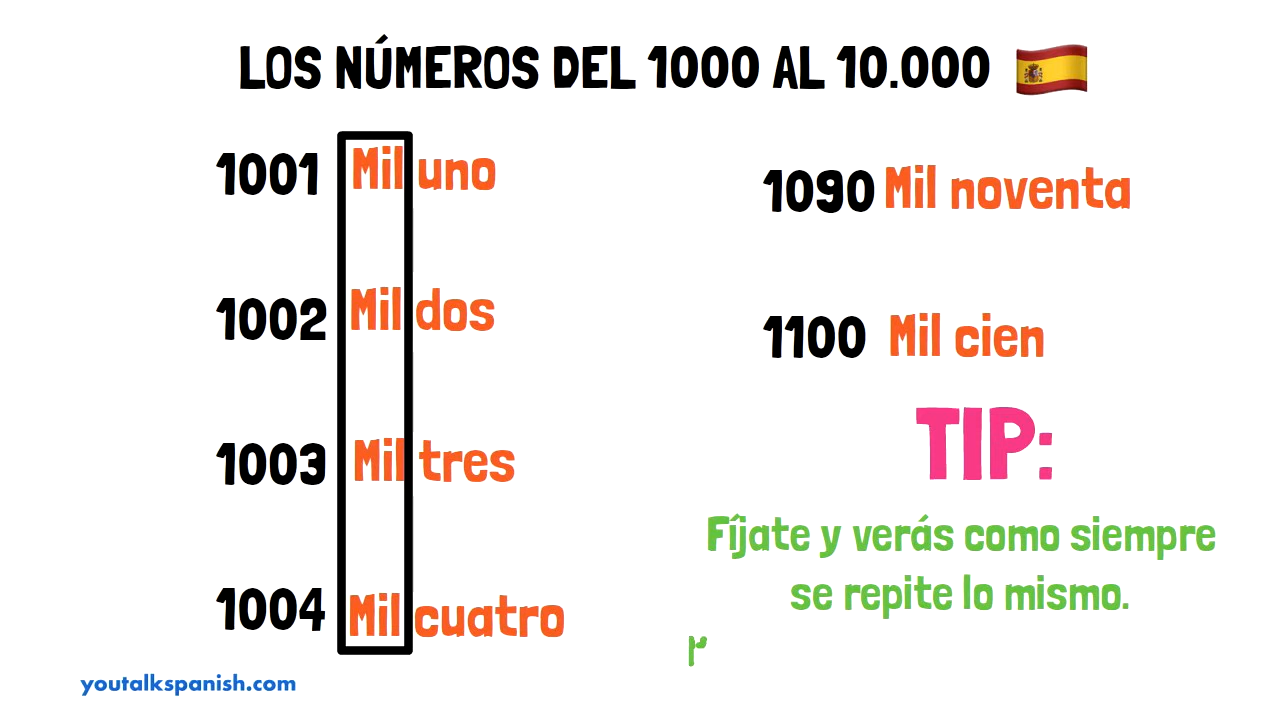 LOS NÚMEROS DEL 1000 AL 10.000
1001 Mil uno
1002 Mil dos
1003 Mil tres
1004 Mil cuatro
1090 Mil noventa
1100 Mil cien
TIP:
Fíjate y verás como siempre
se repite lo mismo.
r
youtalkspanish.com